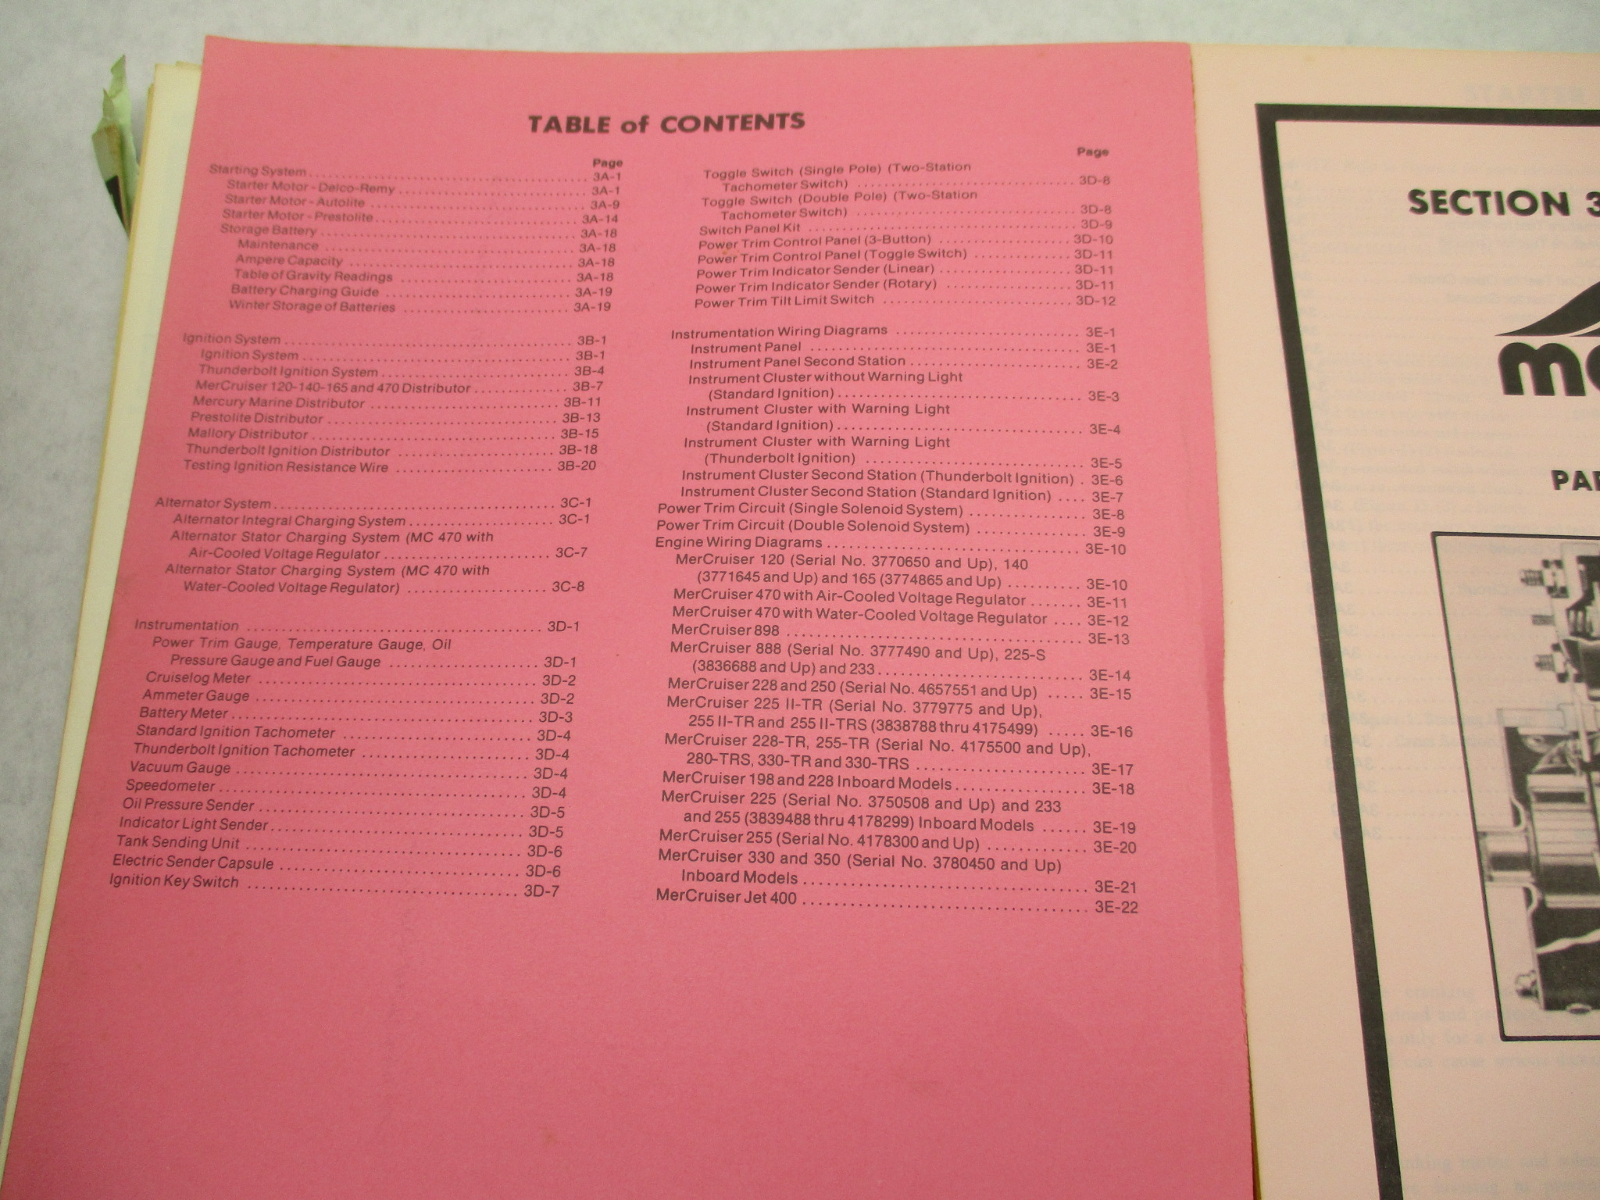 TABLE of CONTENTS
Page
Starting System 3A-1
Starter Motor - Delco-Remy 3A-1
Starter Motor - Autolite 3A-9
Starter Motor - Prestolite 3A-14
Storage Battery 3A-18
Maintenance 3A-18
Ampere Capacity 3A-18
Table of Gravity Readings 3A-18
Battery Charging Guide 3A-19
Winter Storage of Batteries 3A-19
Ignition System 3B-1
Ignition System 3B-1
Thunderbolt Ignition System 3B-4
MerCruiser 120-140-165 and 470 Distributor 3B-7
Mercury Marine Distributor 3B-11
Prestolite Distributor 3B-13
Mallory Distributor 3B-15
Thunderbolt Ignition Distributor 3B-18
Testing Ignition Resistance Wire 3B-20
Alternator System 3C-1
Alternator Integral Charging System 3C-1
Alternator Stator Charging System (MC 470 with
Air-Cooled Voltage Regulator 3C-7
Alternator Stator Charging System (MC 470 with
Water-Cooled Voltage Regulator) 3C-8
Instrumentation 3D-1
Power Trim Gauge, Temperature Gauge, Oil
Pressure Gauge and Fuel Gauge 3D-1
Cruiselog Meter 3D-2
Ammeter Gauge 3D-2
Battery Meter 3D-3
Standard Ignition Tachometer 3D-4
Thunderbolt Ignition Tachometer 3D-4
Vacuum Gauge 3D-4
Speedometer 3D-4
Oil Pressure Sender 3D-5
Indicator Light Sender 3D-5
Tank Sending Unit 3D-6
Electric Sender Capsule 3D-6
Ignition Key Switch 3D-7
Page
Toggle Switch (Single Pole) (Two-Station
Tachometer Switch) 3D-8
Toggle Switch (Double Pole) (Two-Station
Tachometer Switch) 3D-8
Switch Panel Kit 3D-9
Power Trim Control Panel (3-Button) 3D-10
Power Trim Control Panel (Toggle Switch) 3D-11
Power Trim Indicator Sender (Linear) 3D-11
Power Trim Indicator Sender (Rotary) 3D-11
Power Trim Tilt Limit Switch 3D-12
Instrumentation Wiring Diagrams 3E-1
Instrument Panel 3E-1
Instrument Panel Second Station 3E-2
Instrument Cluster without Warning Light
(Standard Ignition) 3E-3
Instrument Cluster with Warning Light
(Standard Ignition) 3E-4
Instrument Cluster with Warning Light
(Thunderbolt Ignition) 3E-5
Instrument Cluster Second Station (Thunderbolt Ignition) 3E-6
Instrument Cluster Second Station (Standard Ignition) 3E-7
Power Trim Circuit (Single Solenoid System) 3E-8
Power Trim Circuit (Double Solenoid System) 3E-9
Engine Wiring Diagrams 3E-10
MerCruiser 120 (Serial No. 3770650 and Up), 140
(3771645 and Up) and 165 (3774865 and Up) 3E-10
MerCruiser 470 with Air-Cooled Voltage Regulator 3E-11
MerCruiser 470 with Water-Cooled Voltage Regulator 3E-12
MerCruiser 898 3E-13
MerCruiser 888 (Serial No. 3777490 and Up), 225-S
(3836688 and Up) and 233 3E-14
MerCruiser 228 and 250 (Serial No. 4657551 and Up) 3E-15
MerCruiser 225 II-TR (Serial No. 3779775 and Up),
255 II-TR and 255 II-TRS (3838788 thru 4175499) 3E-16
MerCruiser 228-TR, 255-TR (Serial No. 4175500 and Up),
280-TRS, 330-TR and 330-TRS 3E-17
MerCruiser 198 and 228 Inboard Models 3E-18
MerCruiser 225 (Serial No. 3750508 and Up) and 233
and 255 (3839488 thru 4178299) Inboard Models 3E-19
MerCruiser 255 (Serial No. 4178300 and Up) 3E-20
MerCruiser 330 and 350 (Serial No. 3780450 and Up)
Inboard Models 3E-21
MerCruiser Jet 400 3E-22
SECTION 3